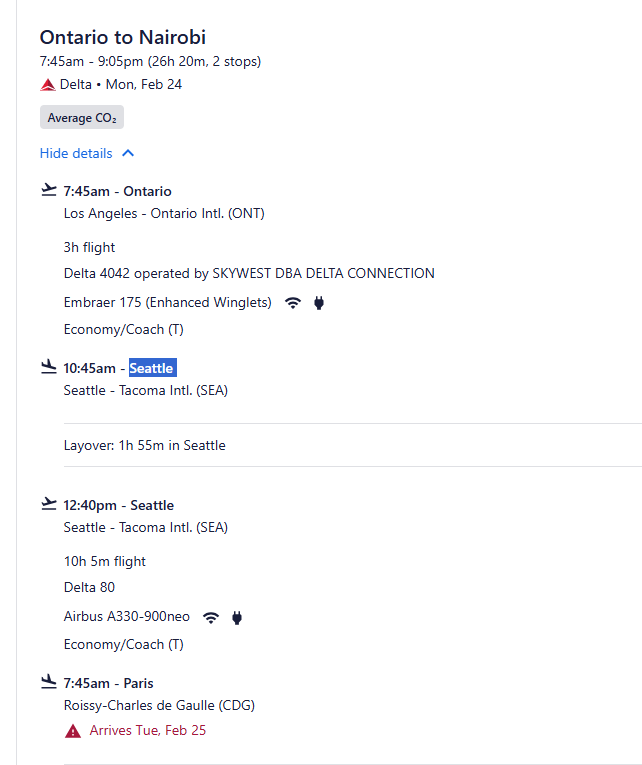 Ontario to Nairobi
7:45am - 9:05pm (26h 20m, 2 stops)
Delta • Mon, Feb 24
Average CO₂
Hide details
7:45am - Ontario
Los Angeles - Ontario Intl. (ONT)
3h flight
Delta 4042 operated by SKYWEST DBA DELTA CONNECTION
Embraer 175 (Enhanced Winglets)
Economy/Coach (T)
10:45am - Seattle
Seattle - Tacoma Intl. (SEA)
Layover: 1h 55m in Seattle
12:40pm - Seattle
Seattle - Tacoma Intl. (SEA)
10h 5m flight
Delta 80
Airbus A330-900neo
Economy/Coach (T)
7:45am - Paris
Roissy-Charles de Gaulle (CDG)
Arrives Tue, Feb 25